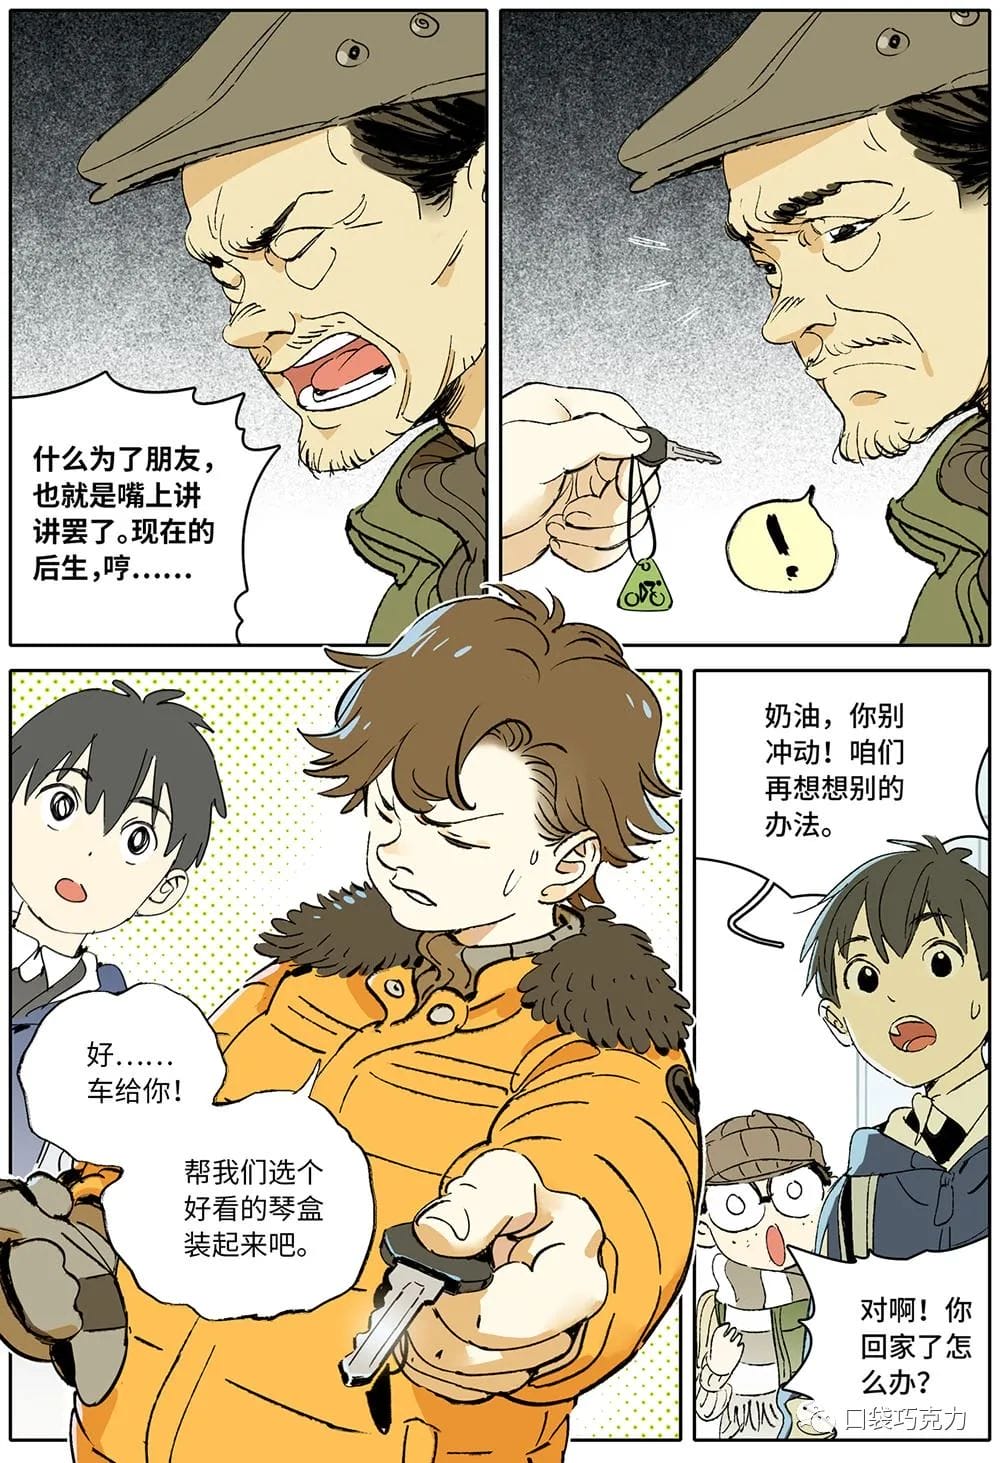 什么为了朋友，
也就是嘴上讲
讲罢了。现在的
后生，哼……
！
好……
车给你！
帮我们选个
好看的琴盒
装起来吧。
奶油，你别
冲动！咱们
再想想别的
办法。
对啊！你
回家了怎
么办？
口袋巧克力